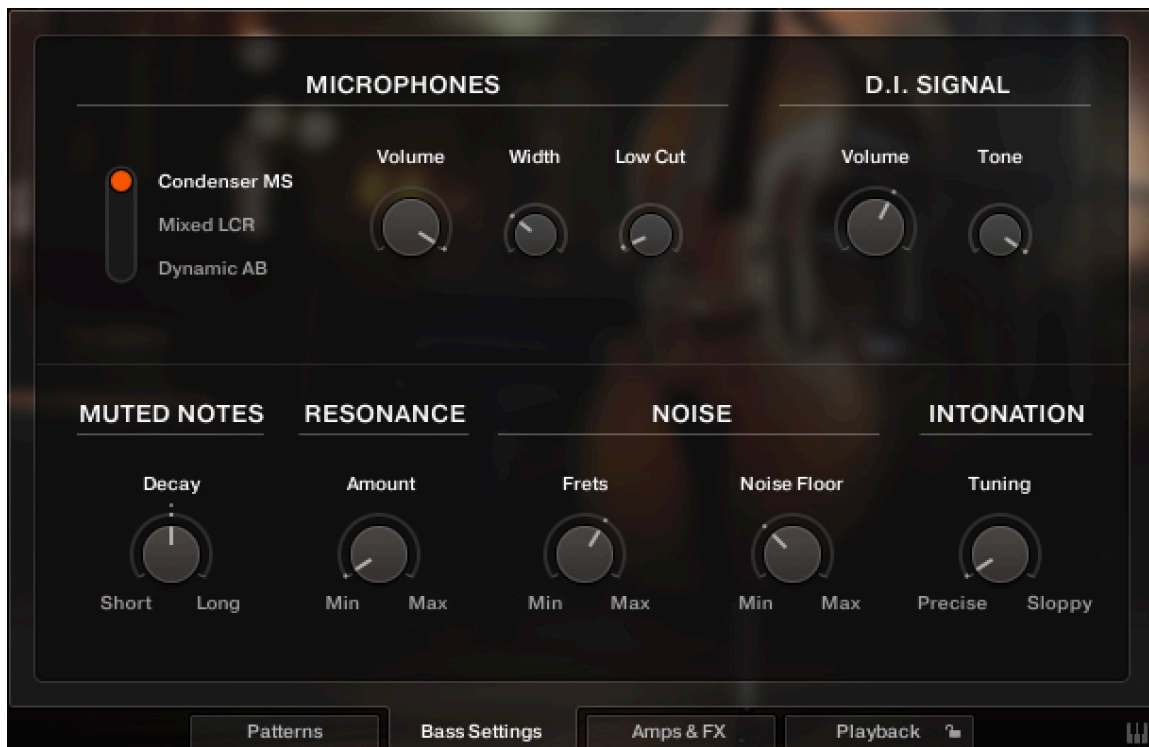 MICROPHONES
D.I. SIGNAL
Volume Width Low Cut
Volume Tone
Condenser MS
Mixed LCR
Dynamic AB
MUTED NOTES
RESONANCE
NOISE
INTONATION
Decay
Amount
Frets
Noise Floor
Tuning
Short Long
Min Max
Min Max
Min Max
Precise Sloppy
Patterns
Bass Settings
Amps & FX
Playback